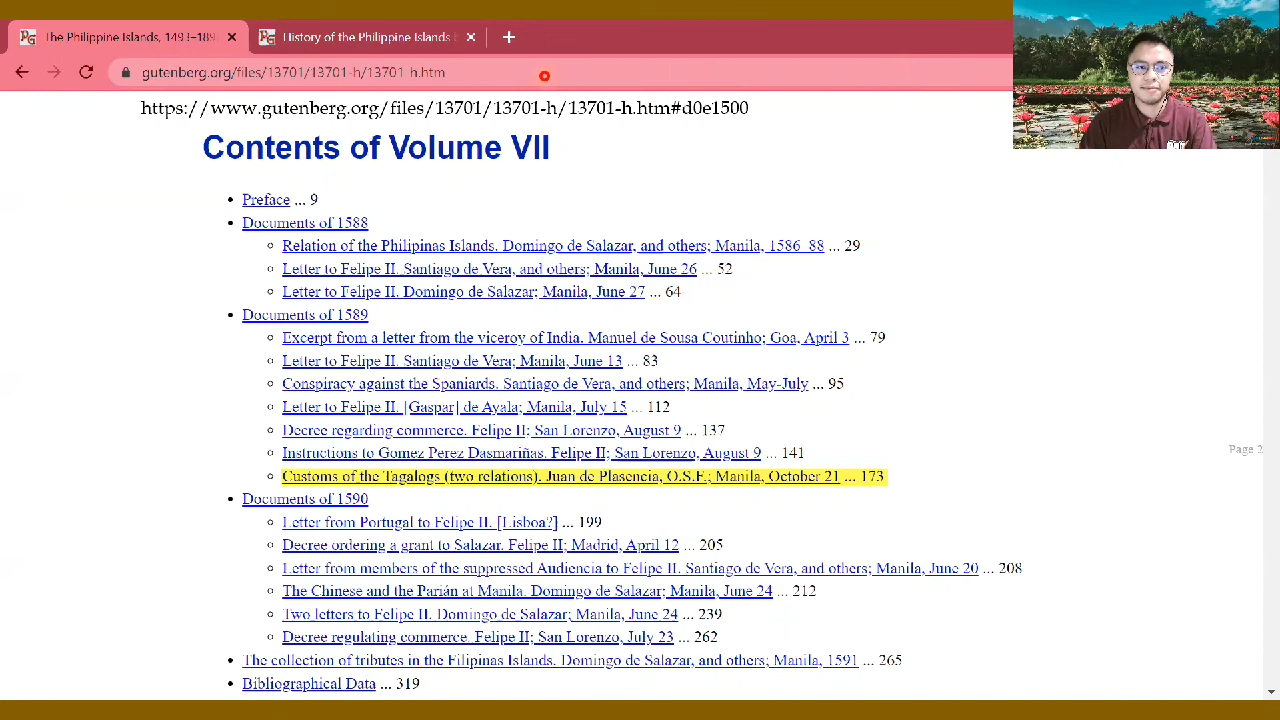 The Philippine Islands, 1493–1898
History of the Philippine Islands
gutenberg.org/files/13701/13701-h/13701-h.htm
https://www.gutenberg.org/files/13701/13701-h/13701-h.htm#d0e1500
Contents of Volume VII
Preface ... 9
Documents of 1588
Relation of the Philipinas Islands. Domingo de Salazar, and others; Manila, 1586–88 ... 29
Letter to Felipe II. Santiago de Vera, and others; Manila, June 26 ... 52
Letter to Felipe II. Domingo de Salazar; Manila, June 27 ... 64
Documents of 1589
Excerpt from a letter from the viceroy of India. Manuel de Sousa Coutinho; Goa, April 3 ... 79
Letter to Felipe II. Santiago de Vera; Manila, June 13 ... 83
Conspiracy against the Spaniards. Santiago de Vera, and others; Manila, May-July ... 95
Letter to Felipe II. [Gaspar] de Ayala; Manila, July 15 ... 112
Decree regarding commerce. Felipe II; San Lorenzo, August 9 ... 137
Instructions to Gomez Perez Dasmariñas. Felipe II; San Lorenzo, August 9 ... 141
Customs of the Tagalogs (two relations). Juan de Plasencia, O.S.F.; Manila, October 21 ... 173
Documents of 1590
Letter from Portugal to Felipe II. [Lisboa?] ... 199
Decree ordering a grant to Salazar. Felipe II; Madrid, April 12 ... 205
Letter from members of the suppressed Audiencia to Felipe II. Santiago de Vera, and others; Manila, June 20 ... 208
The Chinese and the Parián at Manila. Domingo de Salazar; Manila, June 24 ... 212
Two letters to Felipe II. Domingo de Salazar; Manila, June 24 ... 239
Decree regulating commerce. Felipe II; San Lorenzo, July 23 ... 262
The collection of tributes in the Filipinas Islands. Domingo de Salazar, and others; Manila, 1591 ... 265
Bibliographical Data ... 319
Page 2